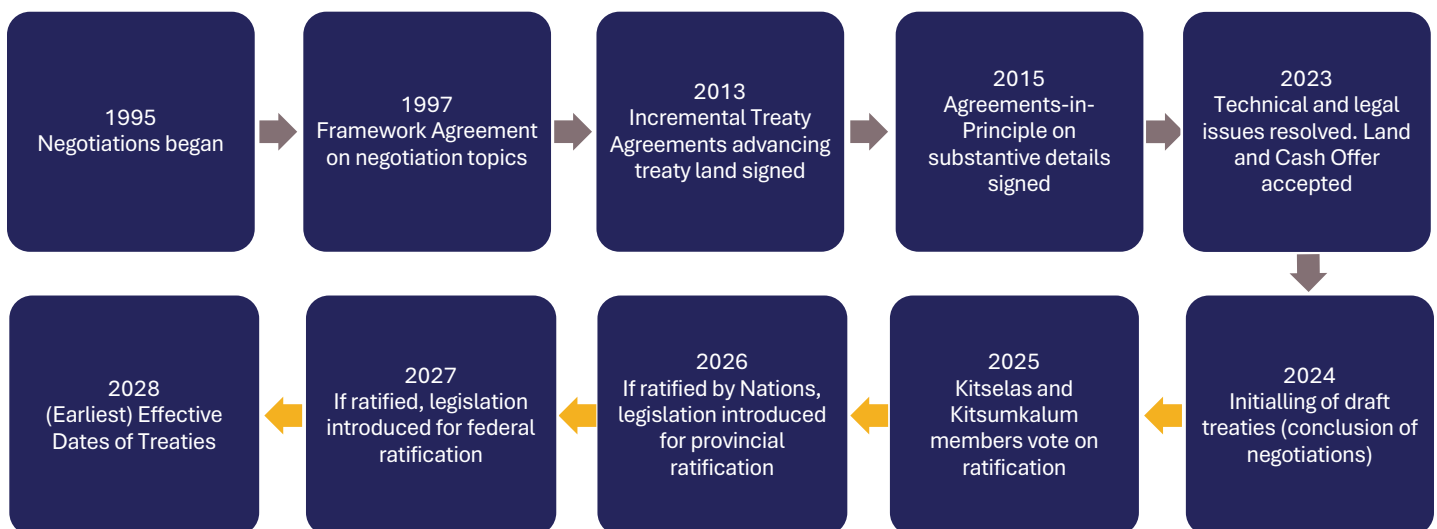 1995
Negotiations began
1997
Framework Agreement
on negotiation topics
2013
Incremental Treaty
Agreements advancing
treaty land signed
2015
Agreements-in-
Principle on
substantive details
signed
2023
Technical and legal
issues resolved. Land
and Cash Offer
accepted
2024
Initialling of draft
treaties (conclusion of
negotiations)
2025
Kitselas and
Kitsumkalum
members vote on
ratification
2026
If ratified by Nations,
legislation introduced
for provincial
ratification
2027
If ratified, legislation
introduced for federal
ratification
2028
(Earliest) Effective
Dates of Treaties